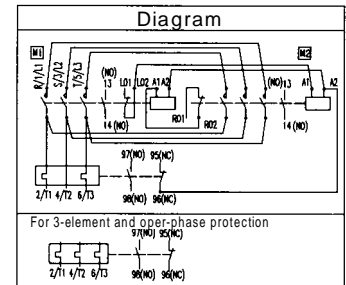 Diagram
M1 M2
R/1/L1 S/3/L2 T/5/L3 (NO) 13 LO1 LO2 A1 A2 (NO) 13 A1 A2
14 (NO) RO1 RO2 14 (NO)
97(NO) 95(NC)
2/T1 4/T2 6/T3 98(NO) 96(NC)
For 3-element and oper-phase protection
97(NO) 95(NC)
2/T1 4/T2 6/T3 98(NO) 96(NC)